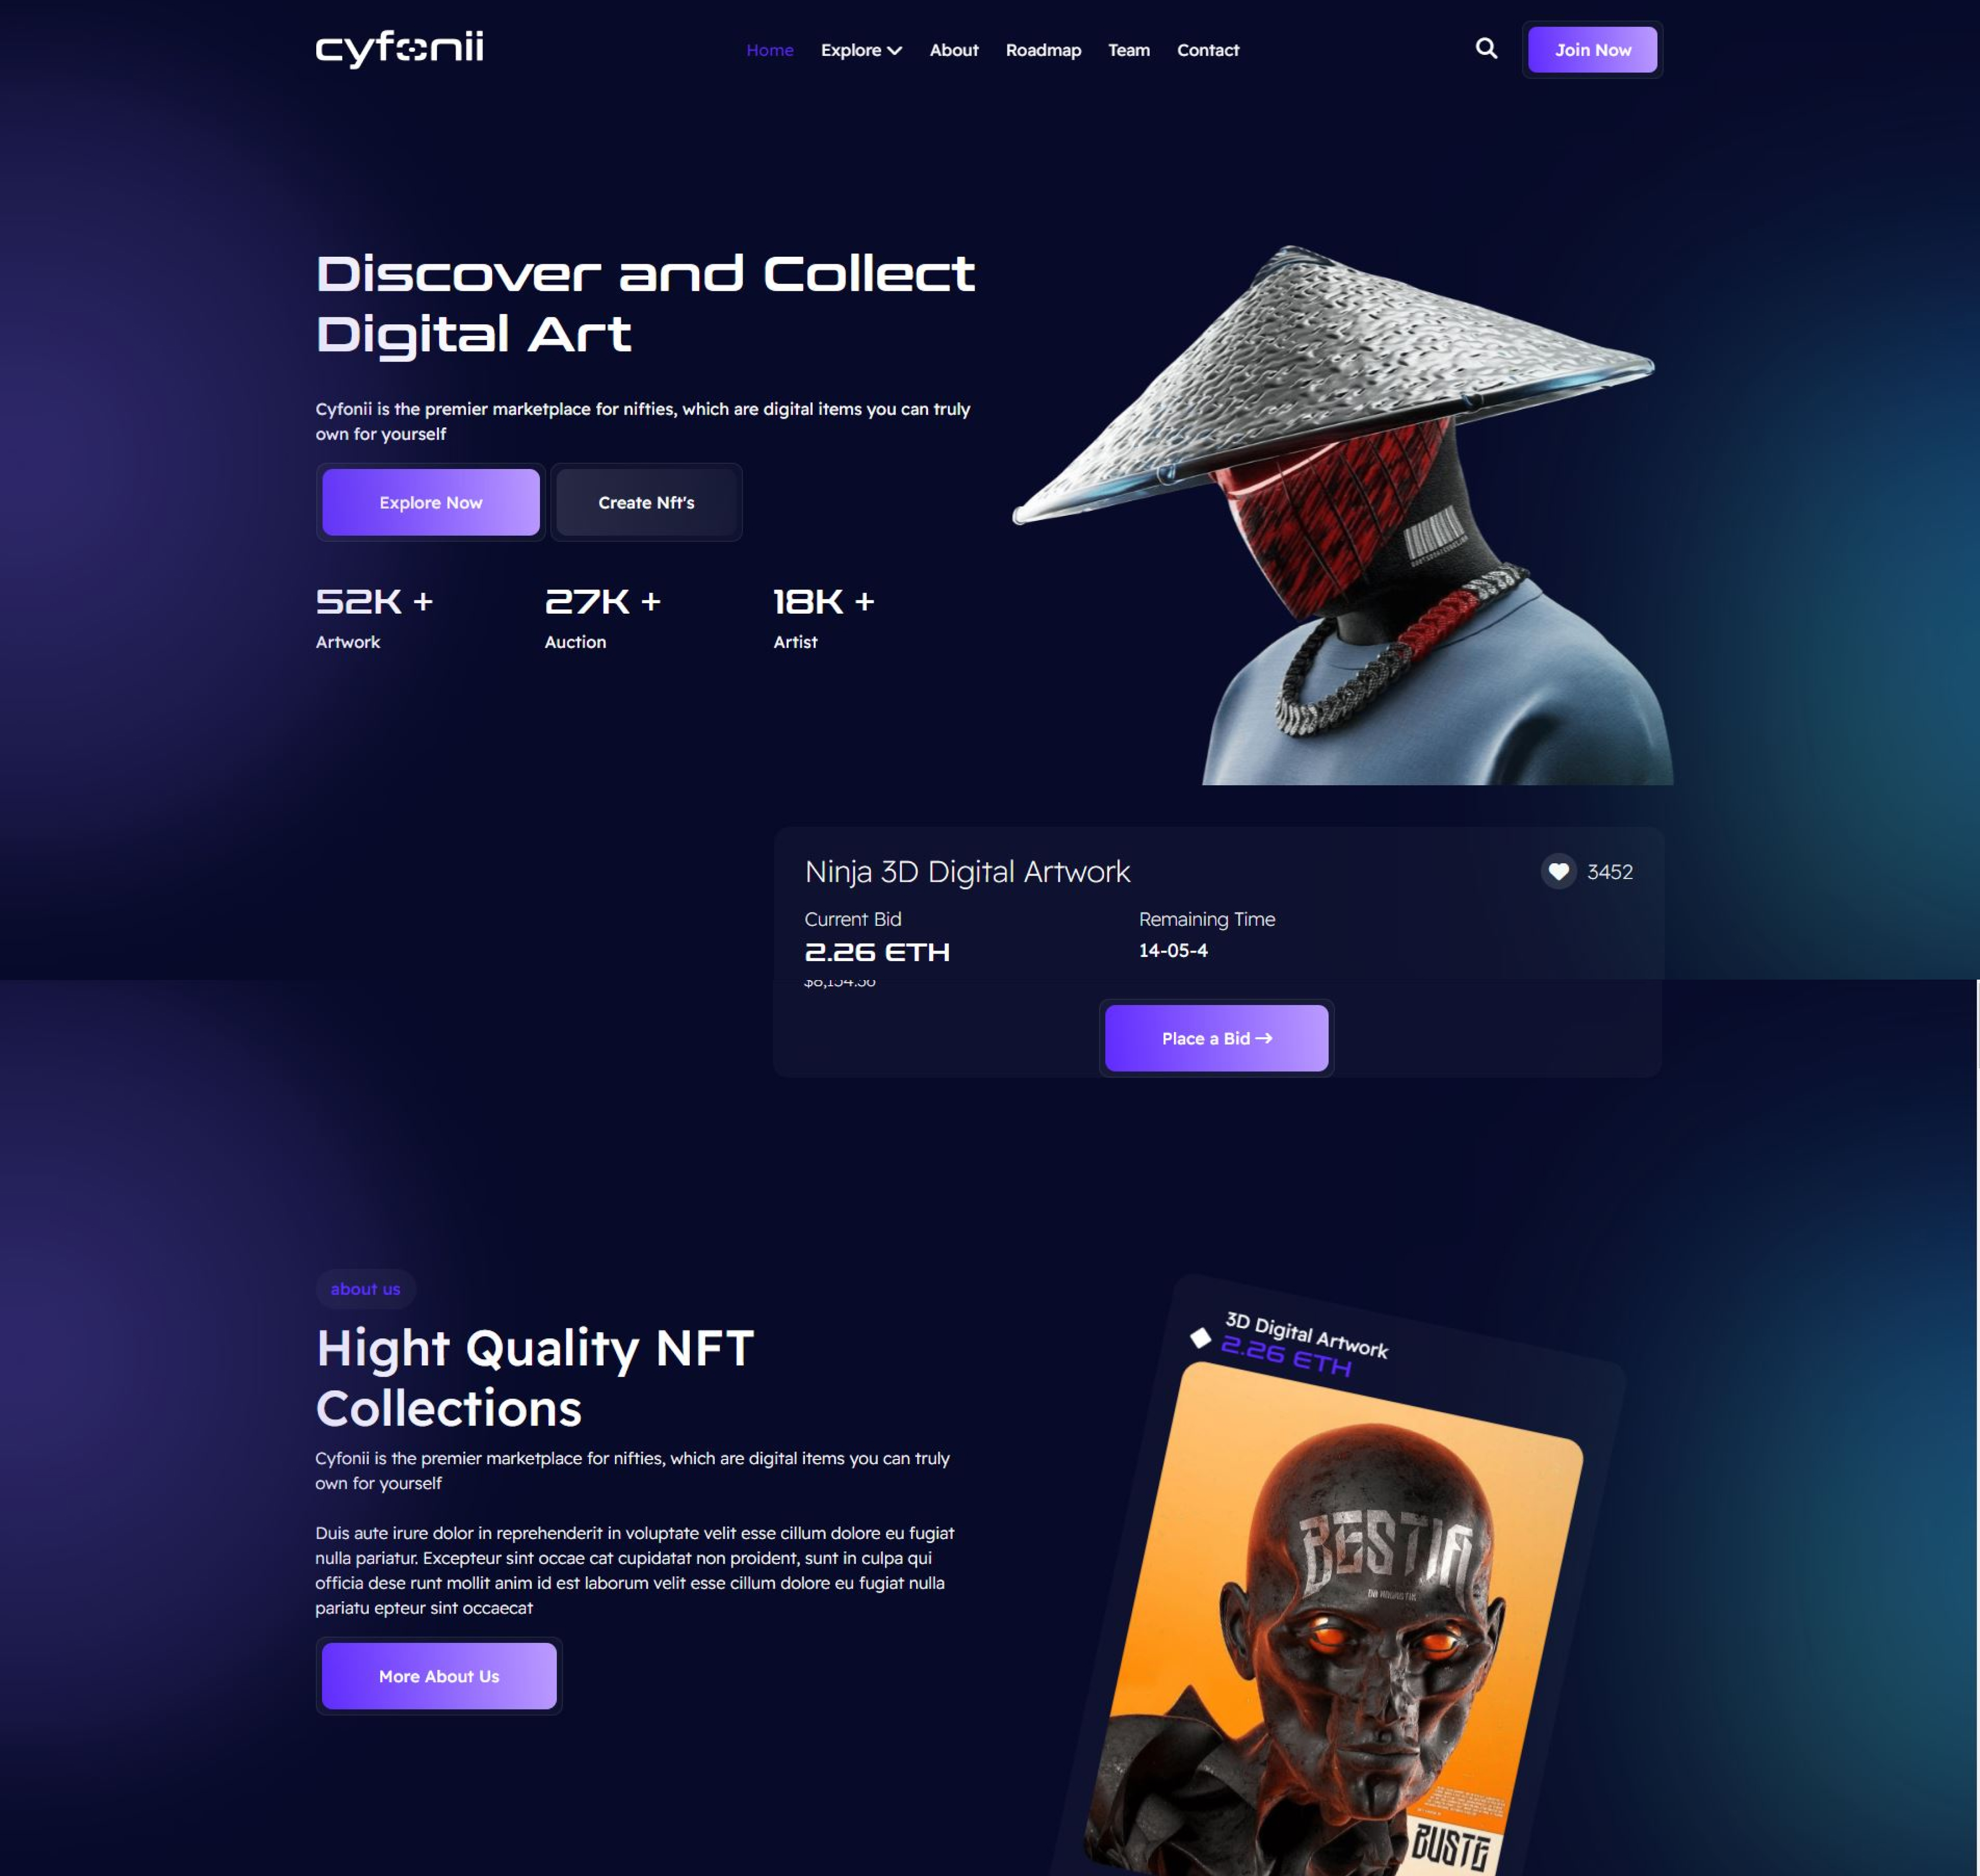 cyfonii
Home Explore About Roadmap Team Contact
Join Now
Discover and Collect
Digital Art
Cyfonii is the premier marketplace for nifties, which are digital items you can truly
own for yourself
Explore Now
Create Nft's
52K + 27K + 18K +
Artwork Auction Artist
Ninja 3D Digital Artwork
3452
Current Bid Remaining Time
2.26 ETH 14-05-4
Place a Bid →
about us
Hight Quality NFT
Collections
Cyfonii is the premier marketplace for nifties, which are digital items you can truly
own for yourself
Duis aute irure dolor in reprehenderit in voluptate velit esse cillum dolore eu fugiat
nulla pariatur. Excepteur sint occae cat cupidatat non proident, sunt in culpa qui
officia dese runt mollit anim id est laborum velit esse cillum dolore eu fugiat nulla
pariatu epteur sint occaecat
More About Us
3D Digital Artwork
2.26 ETH
BESTIA
BUSTE